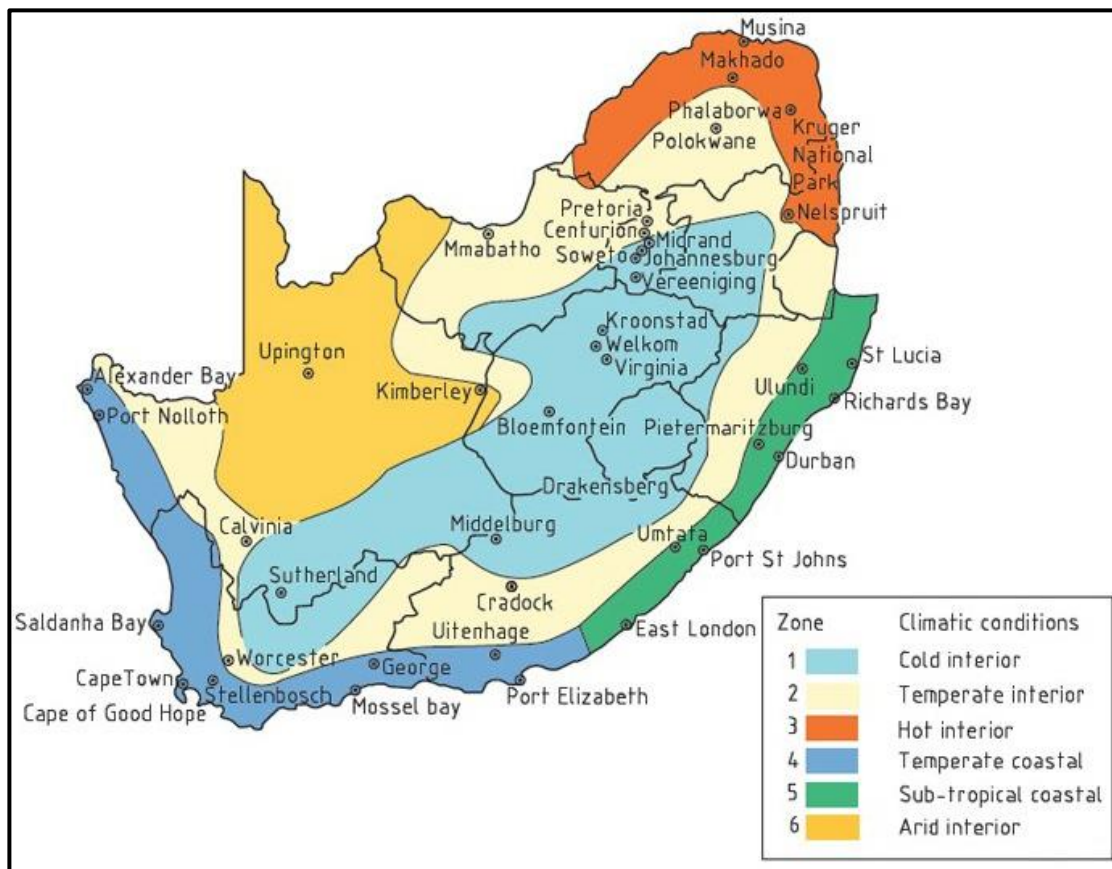 Musina
Makhado
Phalaborwa
Kruger
Polokwane
National
Park
Pretoria
Nelspruit
Centurion
Mmabatho
Midrand
Soweto
Johannesburg
Vereeniging
Kroonstad
Upington
Welkom
St Lucia
Virginia
Alexander Bay
Kimberley
Ulundi
Port Nolloth
Richards Bay
Bloemfontein
Pietermaritzburg
Durban
Drakensberg
Calvinia
Middelburg
Umtata
Port St Johns
Sutherland
Cradock
Saldanha Bay
Uitenhage
East London
Worcester
George
CapeTown
Stellenbosch
Port Elizabeth
Mossel bay
Cape of Good Hope
Zone Climatic conditions
1 Cold interior
2 Temperate interior
3 Hot interior
4 Temperate coastal
5 Sub-tropical coastal
6 Arid interior